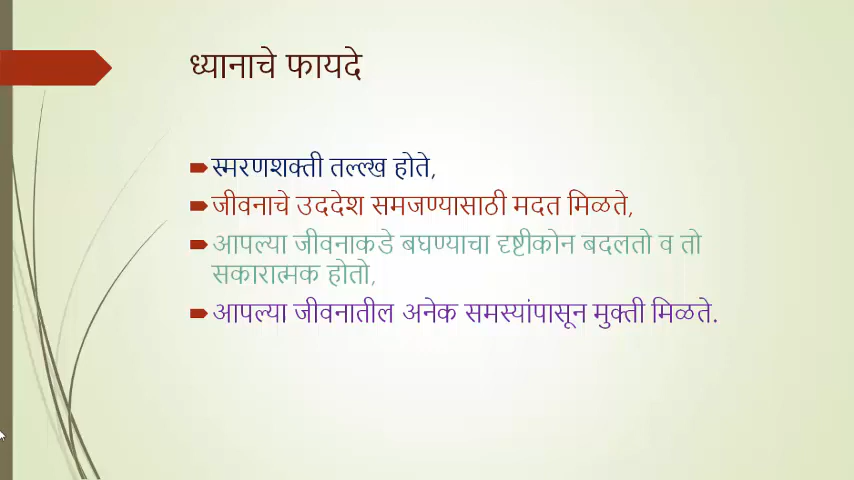 ध्यानाचे फायदे
स्मरणशक्ती तल्ल्ख होते,
जीवनाचे उददेश समजण्यासाठी मदत मिळते,
आपल्या जीवनाकडे बघण्याचा दृष्टीकोन बदलतो व तो
सकारात्मक होतो,
आपल्या जीवनातील अनेक समस्यांपासून मुक्ती मिळते.